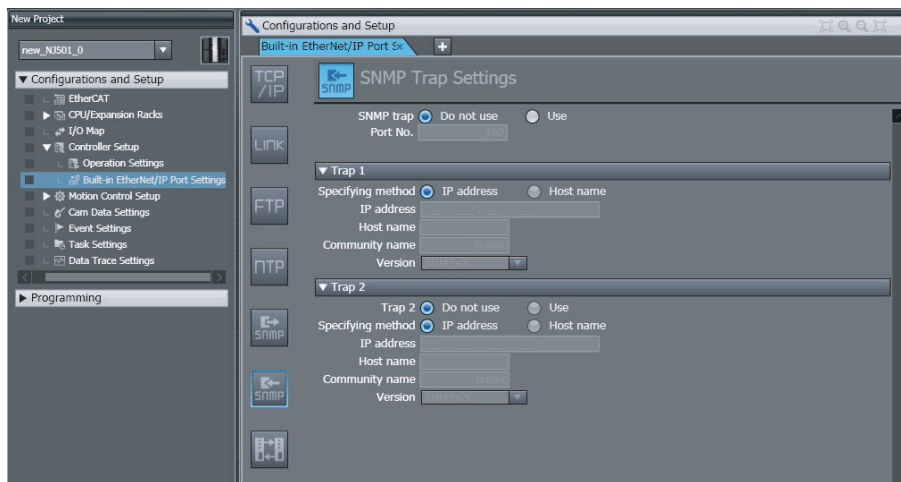 New Project
new_NJ501_0
Configurations and Setup
EtherCAT
CPU/Expansion Racks
I/O Map
Controller Setup
Operation Settings
Built-in EtherNet/IP Port Settings
Motion Control Setup
Cam Data Settings
Event Settings
Task Settings
Data Trace Settings
Programming
Configurations and Setup
Built-in EtherNet/IP Port S
TCP
/IP
LINK
FTP
NTP
SNMP
SNMP
SNMP
SNMP Trap Settings
SNMP trap Do not use Use
Port No. 162
Trap 1
Specifying method IP address Host name
IP address
Host name
Community name public
Version SNMPv2C
Trap 2
Trap 2 Do not use Use
Specifying method IP address Host name
IP address
Host name
Community name public
Version SNMPv2C